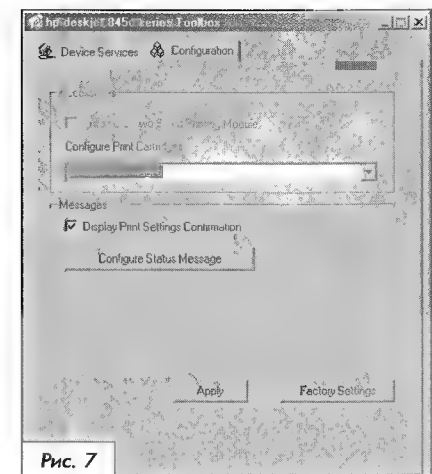 hp deskjet 845c series Toolbox
Device Services Configuration
Module
Configure Print
Messages
Display Print Settings Confirmation
Configure Status Message
Apply Factory Settings
Рис. 7